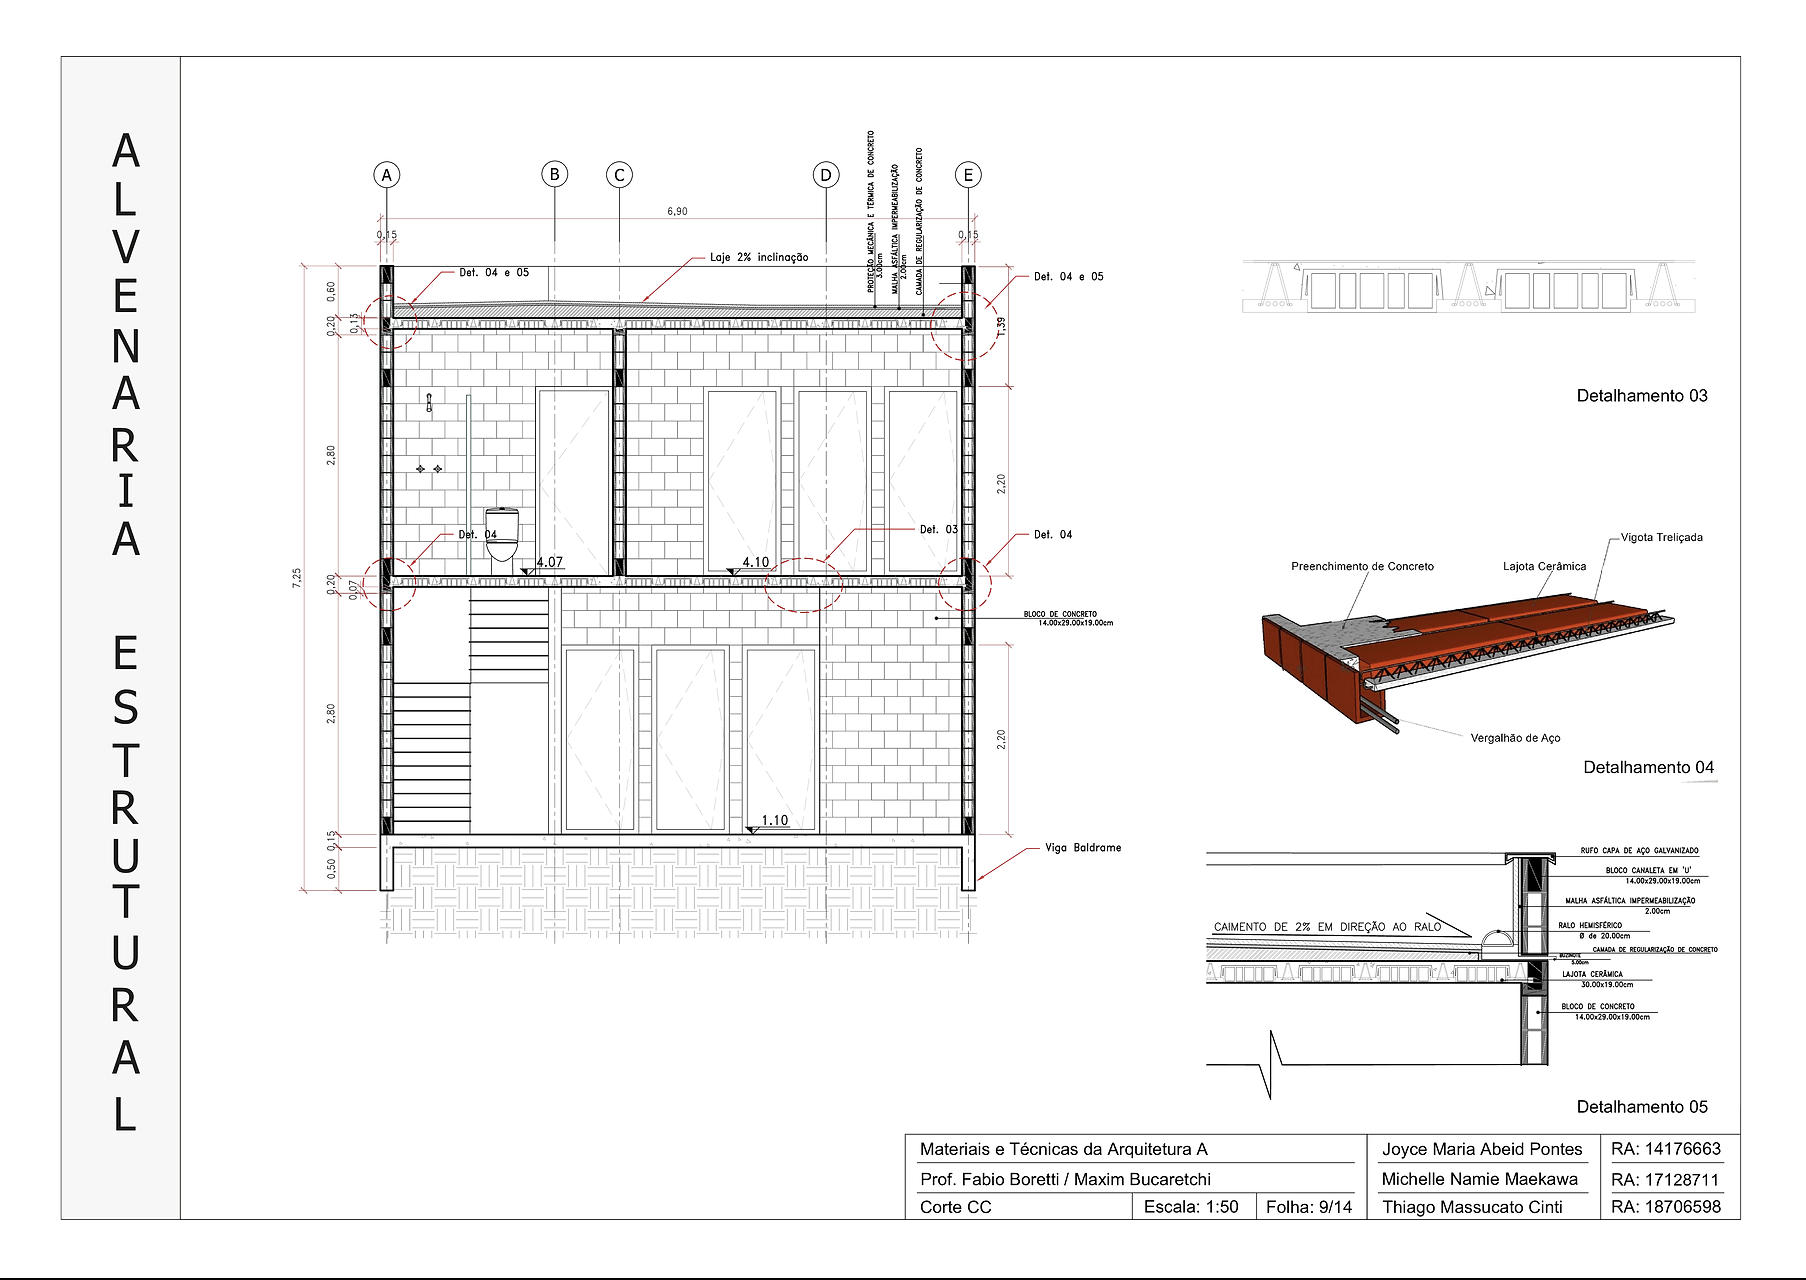 ALVENARIA ESTRUTURAL
A
B
C
D
E
6,90
0,15
0,15
PROTEÇÃO MECÂNICA E TÉRMICA DE CONCRETO
3.00cm
MALHA ASFÁLTICA IMPERMEABILIZAÇÃO
2.00cm
CAMADA DE REGULARIZAÇÃO DE CONCRETO
Laje 2% inclinação
Det. 04 e 05
Det. 04 e 05
0.60
0,20
0,13
1,39
2,80
2,20
Det. 04
Det. 03
Det. 04
4.07
4.10
7,25
0,20
0,07
BLOCO DE CONCRETO
14.00x29.00x19.00cm
2,80
2,20
1.10
0,15
0,50
Viga Baldrame
Detalhamento 03
Vigota Treliçada
Preenchimento de Concreto
Lajota Cerâmica
Vergalhão de Aço
Detalhamento 04
RUFO CAPA DE AÇO GALVANIZADO
BLOCO CANALETA EM 'U'
14.00x29.00x19.00cm
MALHA ASFÁLTICA IMPERMEABILIZAÇÃO
2.00cm
CAIMENTO DE 2% EM DIREÇÃO AO RALO
RALO HEMISFÉRICO
Ø de 20.00cm
CAMADA DE REGULARIZAÇÃO DE CONCRETO
5.00cm
LAJOTA CERÂMICA
30.00x19.00cm
BLOCO DE CONCRETO
14.00x29.00x19.00cm
Detalhamento 05
Materiais e Técnicas da Arquitetura A
Prof. Fabio Boretti / Maxim Bucaretchi
Corte CC
Escala: 1:50
Folha: 9/14
Joyce Maria Abeid Pontes
RA: 14176663
Michelle Namie Maekawa
RA: 17128711
Thiago Massucato Cinti
RA: 18706598